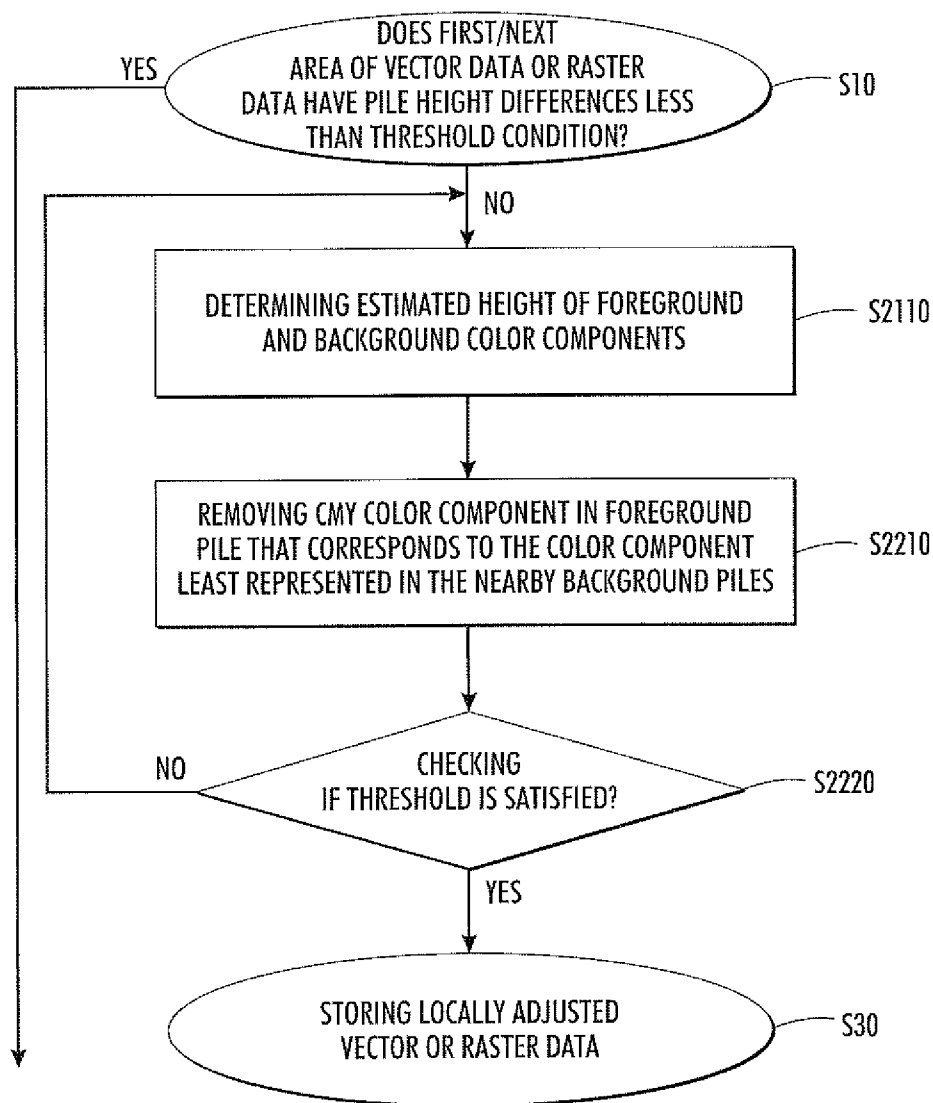 DOES FIRST/NEXT
AREA OF VECTOR DATA OR RASTER
DATA HAVE PILE HEIGHT DIFFERENCES LESS
THAN THRESHOLD CONDITION?
YES
S10
NO
DETERMINING ESTIMATED HEIGHT OF FOREGROUND
AND BACKGROUND COLOR COMPONENTS
S2110
REMOVING CMY COLOR COMPONENT IN FOREGROUND
PILE THAT CORRESPONDS TO THE COLOR COMPONENT
LEAST REPRESENTED IN THE NEARBY BACKGROUND PILES
S2210
NO
CHECKING
IF THRESHOLD IS SATISFIED?
S2220
YES
STORING LOCALLY ADJUSTED
VECTOR OR RASTER DATA
S30